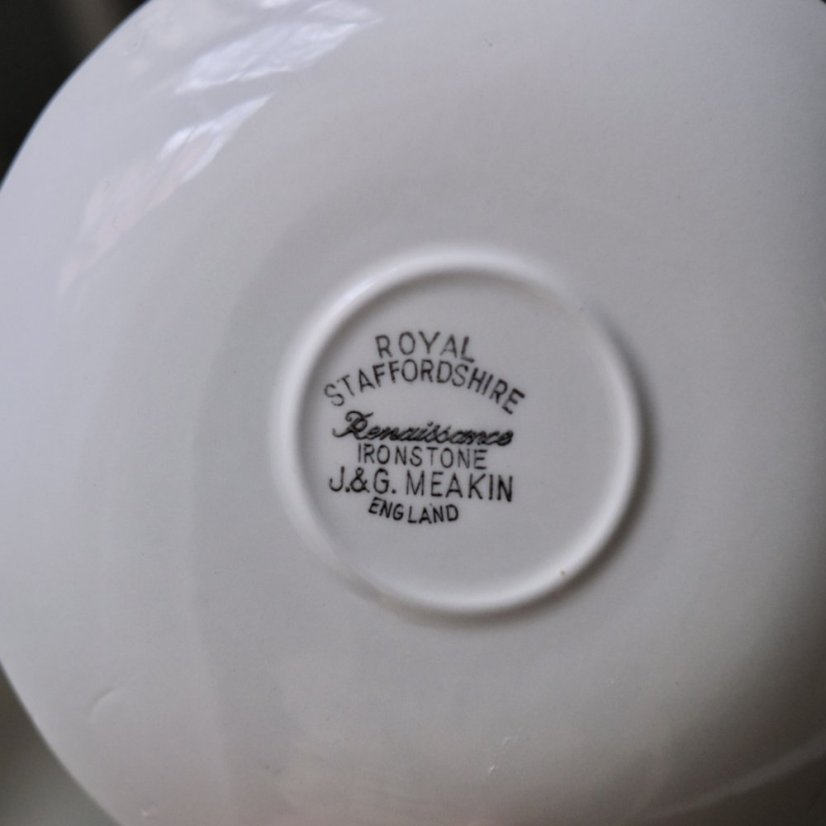 ROYAL
STAFFORDSHIRE
Renaissance
IRONSTONE
J.&G. MEAKIN
ENGLAND